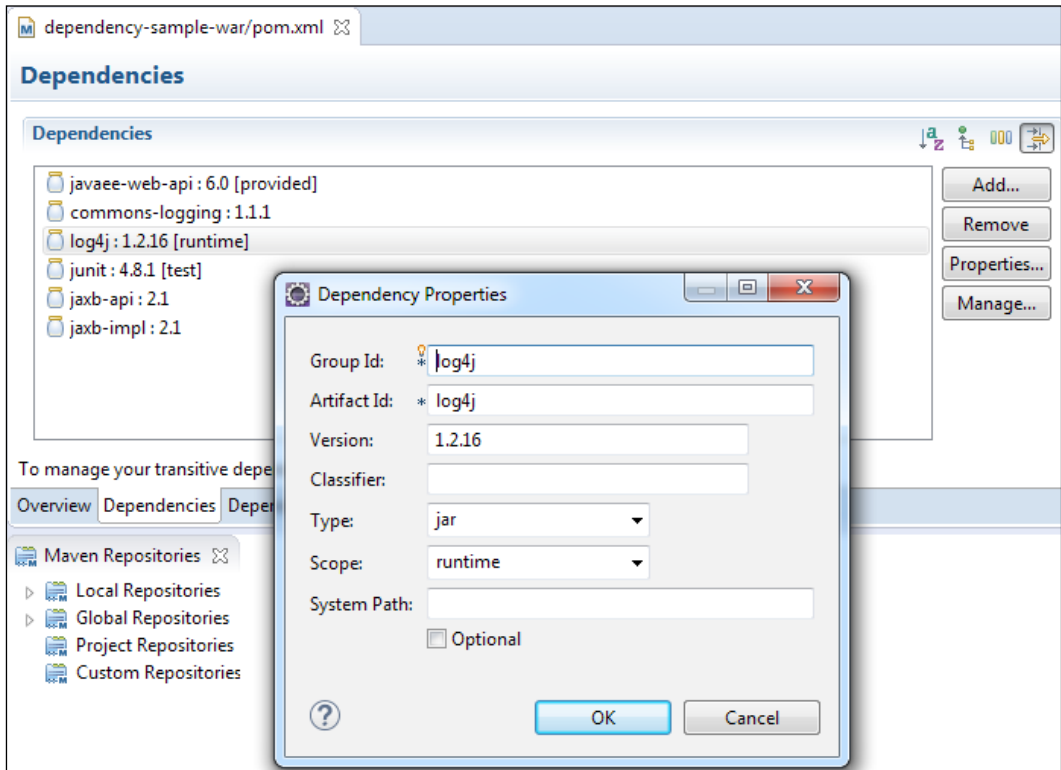 dependency-sample-war/pom.xml
Dependencies
Dependencies
javaee-web-api : 6.0 [provided]
commons-logging : 1.1.1
log4j : 1.2.16 [runtime]
junit : 4.8.1 [test]
jaxb-api : 2.1
jaxb-impl : 2.1
Add...
Remove
Properties...
Manage...
To manage your transitive depe
Overview Dependencies Depen
Maven Repositories
Local Repositories
Global Repositories
Project Repositories
Custom Repositories
Dependency Properties
Group Id: * log4j
Artifact Id: * log4j
Version: 1.2.16
Classifier:
Type: jar
Scope: runtime
System Path:
Optional
OK Cancel